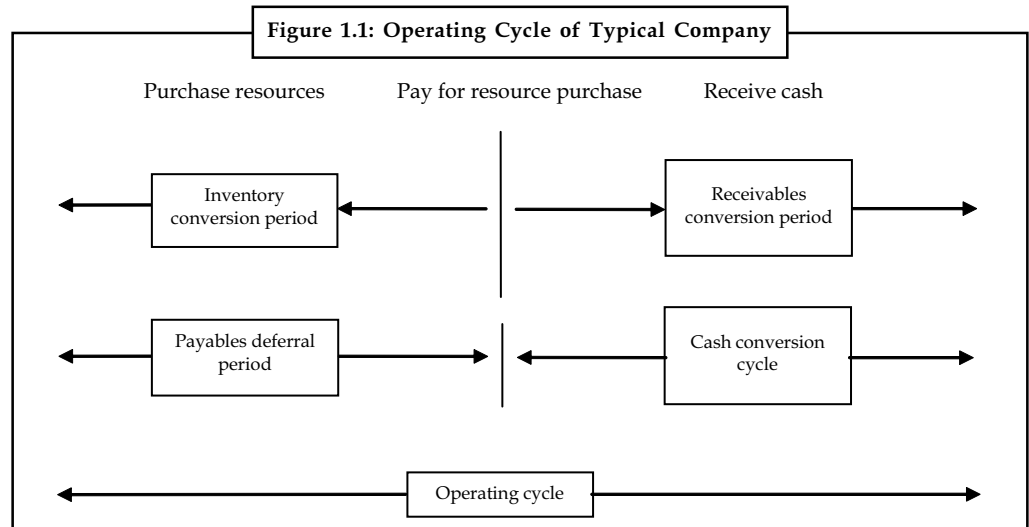 Figure 1.1: Operating Cycle of Typical Company
Purchase resources Pay for resource purchase Receive cash
Inventory
conversion period
Receivables
conversion period
Payables deferral
period
Cash conversion
cycle
Operating cycle